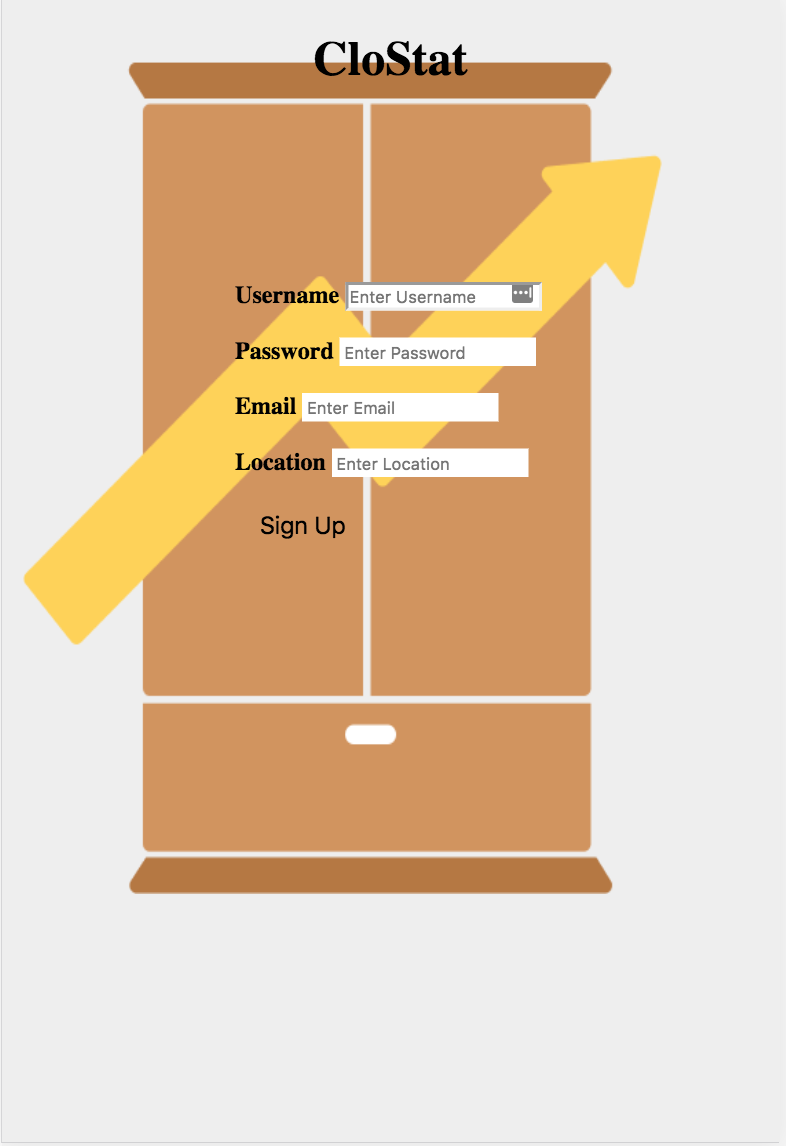 CloStat
Username Enter Username
Password Enter Password
Email Enter Email
Location Enter Location
Sign Up